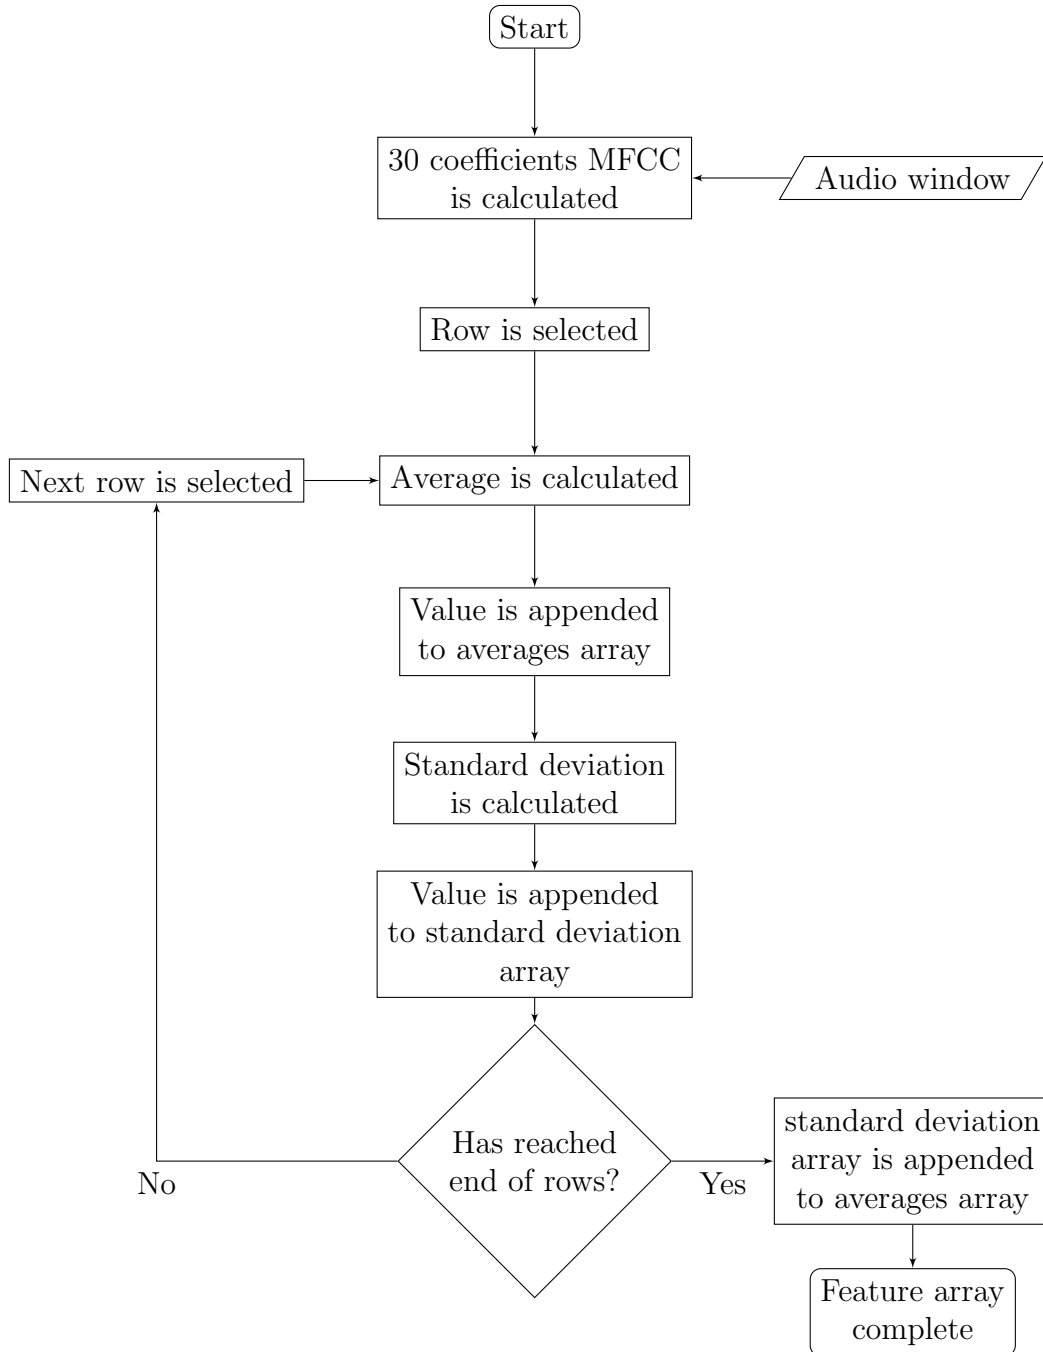 Start
30 coefficients MFCC
is calculated
Audio window
Row is selected
Next row is selected
Average is calculated
Value is appended
to averages array
Standard deviation
is calculated
Value is appended
to standard deviation
array
Has reached
end of rows?
No
Yes
standard deviation
array is appended
to averages array
Feature array
complete